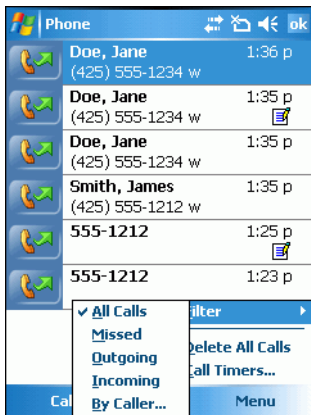 Phone ok
Doe, Jane 1:36 p
(425) 555-1234 w
Doe, Jane 1:35 p
(425) 555-1234 w
Doe, Jane 1:35 p
(425) 555-1234 w
Smith, James 1:35 p
(425) 555-1212 w
555-1212 1:25 p
555-1212 1:23 p
All Calls
Missed
Outgoing
Incoming
By Caller...
ilter
elete All Calls
all Timers...
Cal
Menu